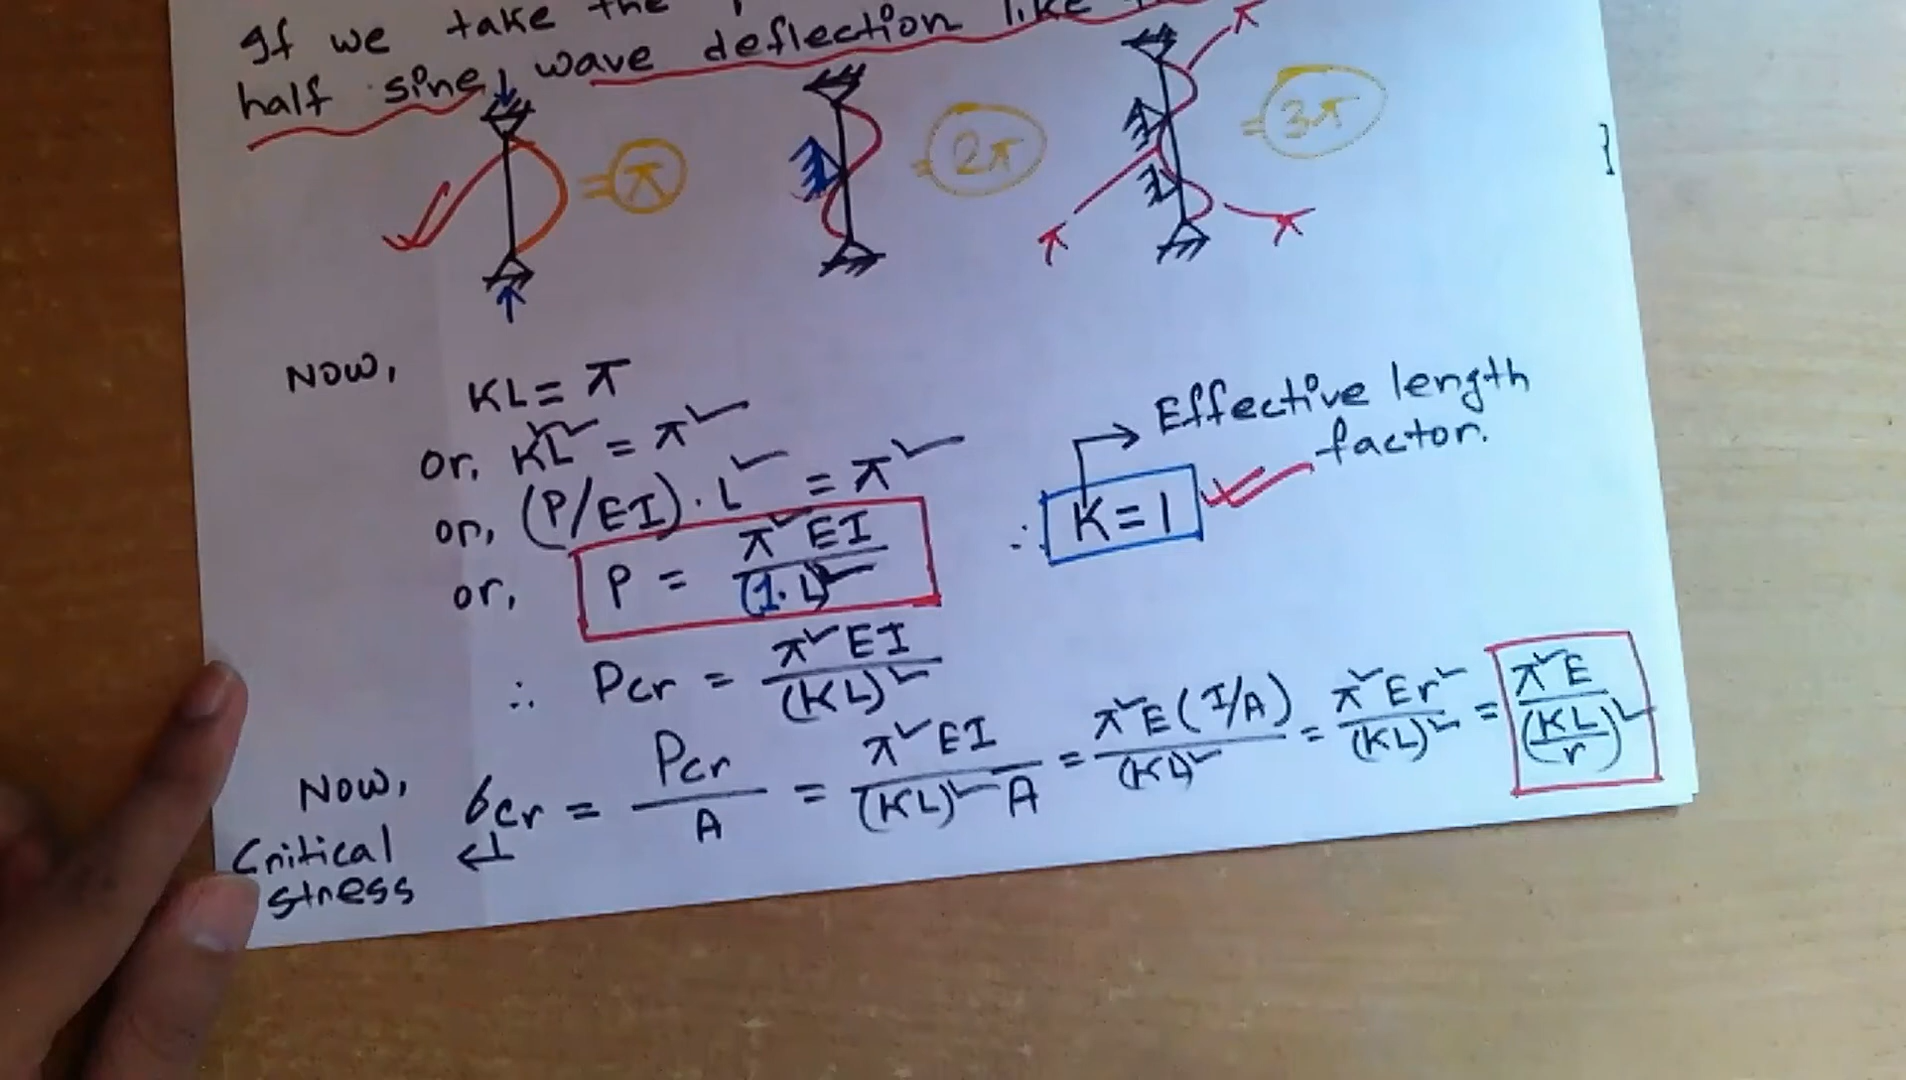 If we take the
half sine wave deflection like
= π
= 2π
π
= 3π
π
π
Now,
KL = π
or, K²L² = π²
or, (P/EI) . L² = π²
or, P = π²EI / (1.L)²
∴ K = 1 → Effective length
factor.
∴ Pcr = π²EI / (KL)²
Now, σcr = Pcr / A = π²EI / (KL)² A = π²E (I/A) / (KL)² = π²Er² / (KL)² = π²E / (KL/r)²
Critical
stress